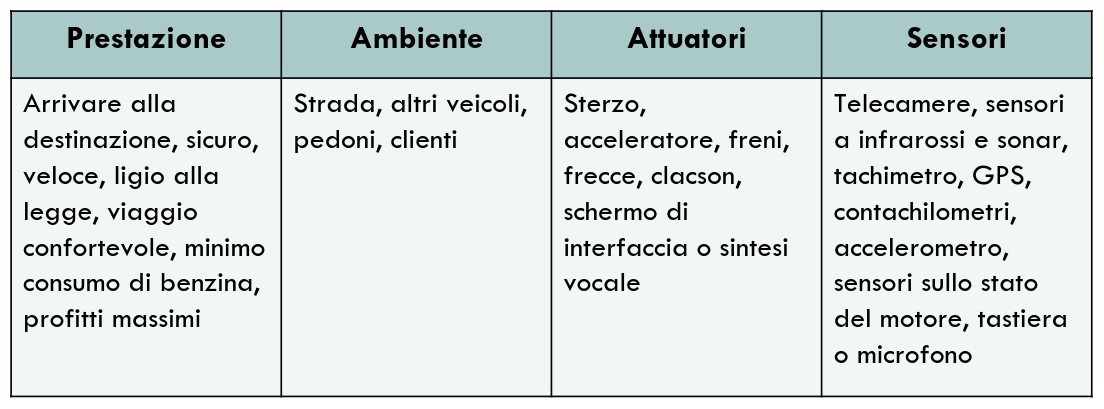 Prestazione
Ambiente
Attuatori
Sensori
Arrivare alla
destinazione, sicuro,
veloce, ligio alla
legge, viaggio
confortevole, minimo
consumo di benzina,
profitti massimi
Strada, altri veicoli,
pedoni, clienti
Sterzo,
acceleratore, freni,
frecce, clacson,
schermo di
interfaccia o sintesi
vocale
Telecamere, sensori
a infrarossi e sonar,
tachimetro, GPS,
contachilometri,
accelerometro,
sensori sullo stato
del motore, tastiera
o microfono